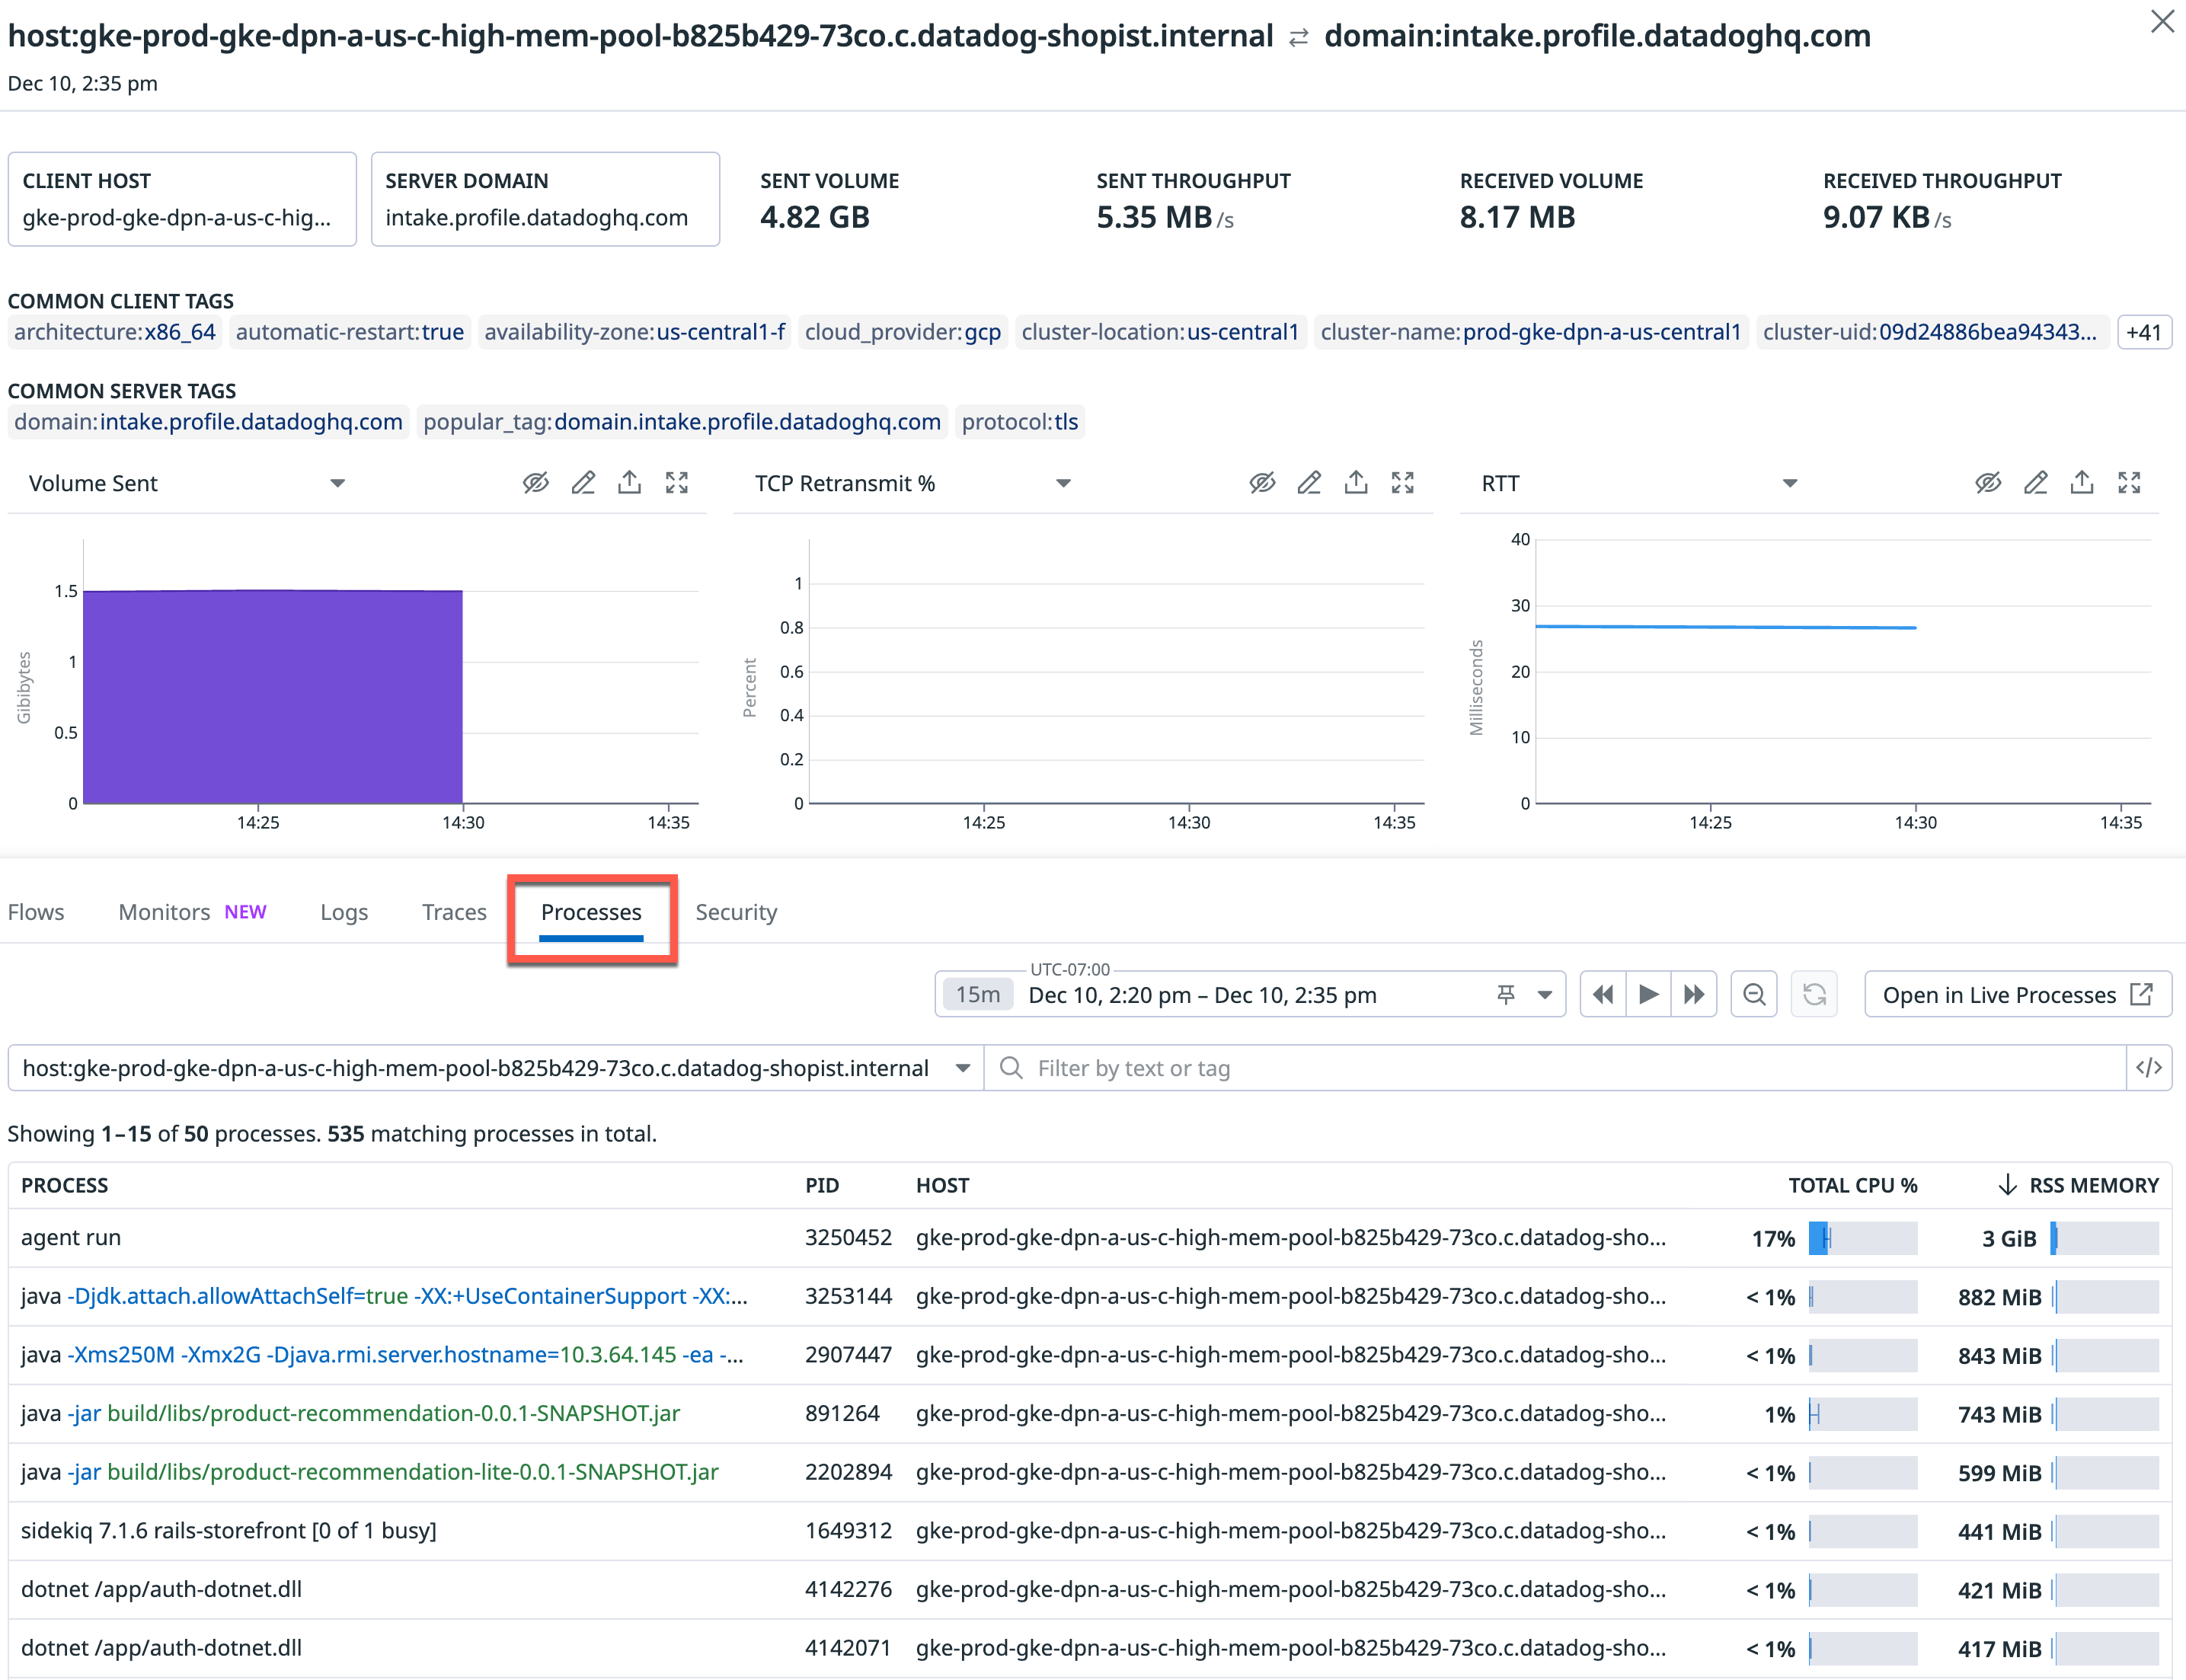 host:gke-prod-gke-dpn-a-us-c-high-mem-pool-b825b429-73co.c.datadog-shopist.internal ⇄ domain:intake.profile.datadoghq.com
Dec 10, 2:35 pm
CLIENT HOST
gke-prod-gke-dpn-a-us-c-hig...
SERVER DOMAIN
intake.profile.datadoghq.com
SENT VOLUME
4.82 GB
SENT THROUGHPUT
5.35 MB/s
RECEIVED VOLUME
8.17 MB
RECEIVED THROUGHPUT
9.07 KB/s
COMMON CLIENT TAGS
architecture:x86_64 automatic-restart:true availability-zone:us-central1-f cloud_provider:gcp cluster-location:us-central1 cluster-name:prod-gke-dpn-a-us-central1 cluster-uid:09d24886bea94343... +41
COMMON SERVER TAGS
domain:intake.profile.datadoghq.com popular_tag:domain.intake.profile.datadoghq.com protocol:tls
Volume Sent
Gibibytes
1.5
1
0.5
0
14:25 14:30 14:35
TCP Retransmit %
Percent
1
0.8
0.6
0.4
0.2
0
14:25 14:30 14:35
RTT
Milliseconds
40
30
20
10
0
14:25 14:30 14:35
Flows Monitors NEW Logs Traces Processes Security
UTC-07:00
15m Dec 10, 2:20 pm – Dec 10, 2:35 pm
Open in Live Processes
host:gke-prod-gke-dpn-a-us-c-high-mem-pool-b825b429-73co.c.datadog-shopist.internal Filter by text or tag </>
Showing 1–15 of 50 processes. 535 matching processes in total.
PROCESS PID HOST TOTAL CPU % ↓ RSS MEMORY
agent run 3250452 gke-prod-gke-dpn-a-us-c-high-mem-pool-b825b429-73co.c.datadog-sho... 17% 3 GiB
java -Djdk.attach.allowAttachSelf=true -XX:+UseContainerSupport -XX:... 3253144 gke-prod-gke-dpn-a-us-c-high-mem-pool-b825b429-73co.c.datadog-sho... < 1% 882 MiB
java -Xms250M -Xmx2G -Djava.rmi.server.hostname=10.3.64.145 -ea -... 2907447 gke-prod-gke-dpn-a-us-c-high-mem-pool-b825b429-73co.c.datadog-sho... < 1% 843 MiB
java -jar build/libs/product-recommendation-0.0.1-SNAPSHOT.jar 891264 gke-prod-gke-dpn-a-us-c-high-mem-pool-b825b429-73co.c.datadog-sho... 1% 743 MiB
java -jar build/libs/product-recommendation-lite-0.0.1-SNAPSHOT.jar 2202894 gke-prod-gke-dpn-a-us-c-high-mem-pool-b825b429-73co.c.datadog-sho... < 1% 599 MiB
sidekiq 7.1.6 rails-storefront [0 of 1 busy] 1649312 gke-prod-gke-dpn-a-us-c-high-mem-pool-b825b429-73co.c.datadog-sho... < 1% 441 MiB
dotnet /app/auth-dotnet.dll 4142276 gke-prod-gke-dpn-a-us-c-high-mem-pool-b825b429-73co.c.datadog-sho... < 1% 421 MiB
dotnet /app/auth-dotnet.dll 4142071 gke-prod-gke-dpn-a-us-c-high-mem-pool-b825b429-73co.c.datadog-sho... < 1% 417 MiB